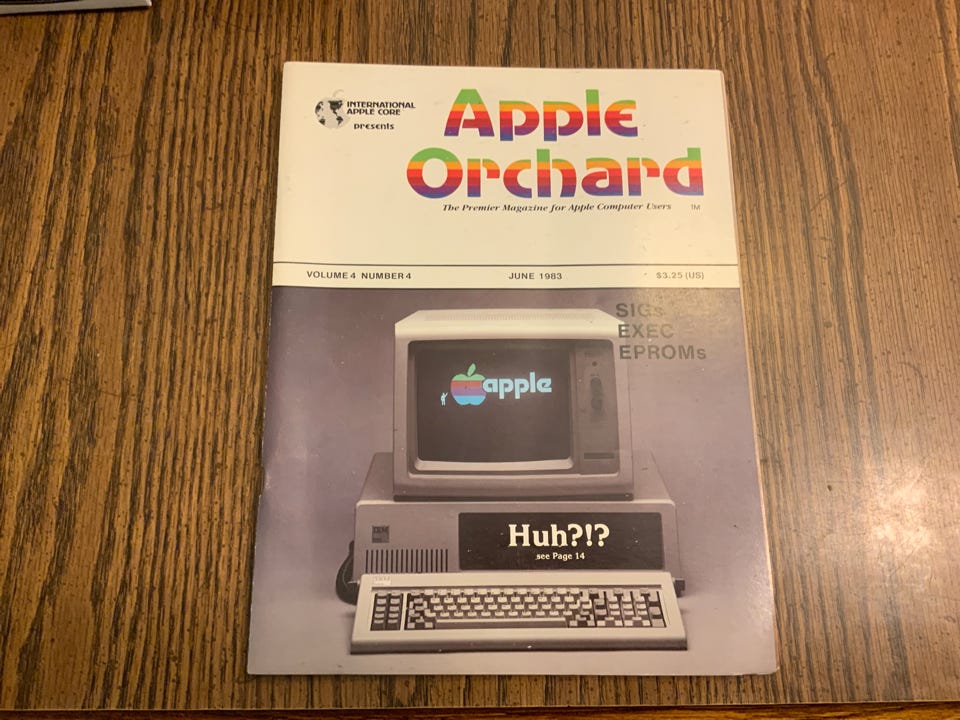 INTERNATIONAL
APPLE CORE
presents
Apple
Orchard
The Premier Magazine for Apple Computer Users TM
VOLUME 4 NUMBER 4 JUNE 1983 $3.25 (US)
SIGs
EXEC
EPROMs
apple
IBM
Huh?!?
see Page 14